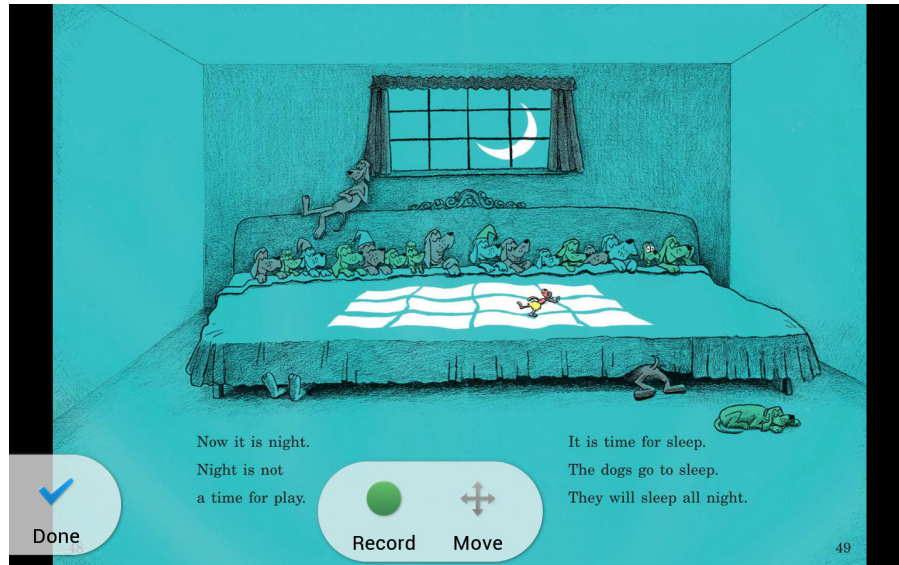 Now it is night.
Night is not
a time for play.
It is time for sleep.
The dogs go to sleep.
They will sleep all night.
Done
Record
Move
48
49